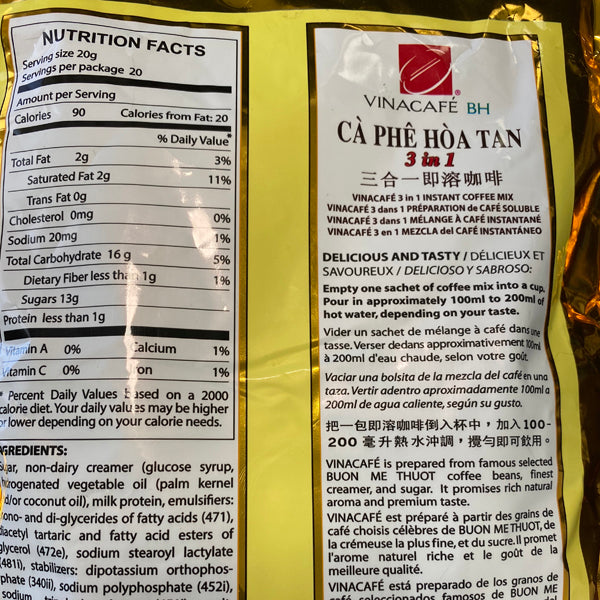 NUTRITION FACTS
Serving size 20g
Servings per package 20
Amount per Serving
Calories 90 Calories from Fat: 20
% Daily Value*
Total Fat 2g 3%
Saturated Fat 2g 11%
Trans Fat 0g
Cholesterol 0mg 0%
Sodium 20mg 1%
Total Carbohydrate 16 g 5%
Dietary Fiber less than 1g 1%
Sugars 13g
Protein less than 1g
Vitamin A 0% Calcium 1%
Vitamin C 0% Iron 1%
* Percent Daily Values based on a 2000
calorie diet. Your daily values may be higher
or lower depending on your calorie needs.
INGREDIENTS:
Sugar, non-dairy creamer (glucose syrup,
hydrogenated vegetable oil (palm kernel
and/or coconut oil), milk protein, emulsifiers:
mono- and di-glycerides of fatty acids (471),
diacetyl tartaric and fatty acid esters of
glycerol (472e), sodium stearoyl lactylate
(481i), stabilizers: dipotassium orthophos-
phate (340ii), sodium polyphosphate (452i),
VINACAFÉ BH
CÀ PHÊ HÒA TAN
3 in 1
三合一即溶咖啡
VINACAFÉ 3 in 1 INSTANT COFFEE MIX
VINACAFÉ 3 dans 1 PRÉPARATION de CAFÉ SOLUBLE
VINACAFÉ 3 dans 1 MÉLANGE À CAFÉ INSTANTANÉ
VINACAFÉ 3 en 1 MEZCLA del CAFÉ INSTANTÁNEO
DELICIOUS AND TASTY / DÉLICIEUX ET
SAVOUREUX / DELICIOSO Y SABROSO:
Empty one sachet of coffee mix into a cup.
Pour in approximately 100ml to 200ml of
hot water, depending on your taste.
Vider un sachet de mélange à café dans une
tasse. Verser dedans approximativement 100ml
à 200ml d'eau chaude, selon votre goût.
Vaciar una bolsita de la mezcla del café en una
taza. Vertir adentro aproximadamente 100ml a
200ml de agua caliente, según su gusto.
把一包即溶咖啡倒入杯中，加入100-
200 毫升熱水沖調，攪勻即可飲用。
VINACAFÉ is prepared from famous selected
BUON ME THUOT coffee beans, finest
creamer, and sugar. It promises rich natural
aroma and premium taste.
VINACAFÉ est préparé à partir des grains de
café choisis célèbres de BUON ME THUOT, de
la crémeuse la plus fine, et du sucre. Il promet
l'arome naturel riche et le goût de la
meilleure qualité.
VINACAFÉ está preparado de los granos de
café seleccionados famosos de BUON ME